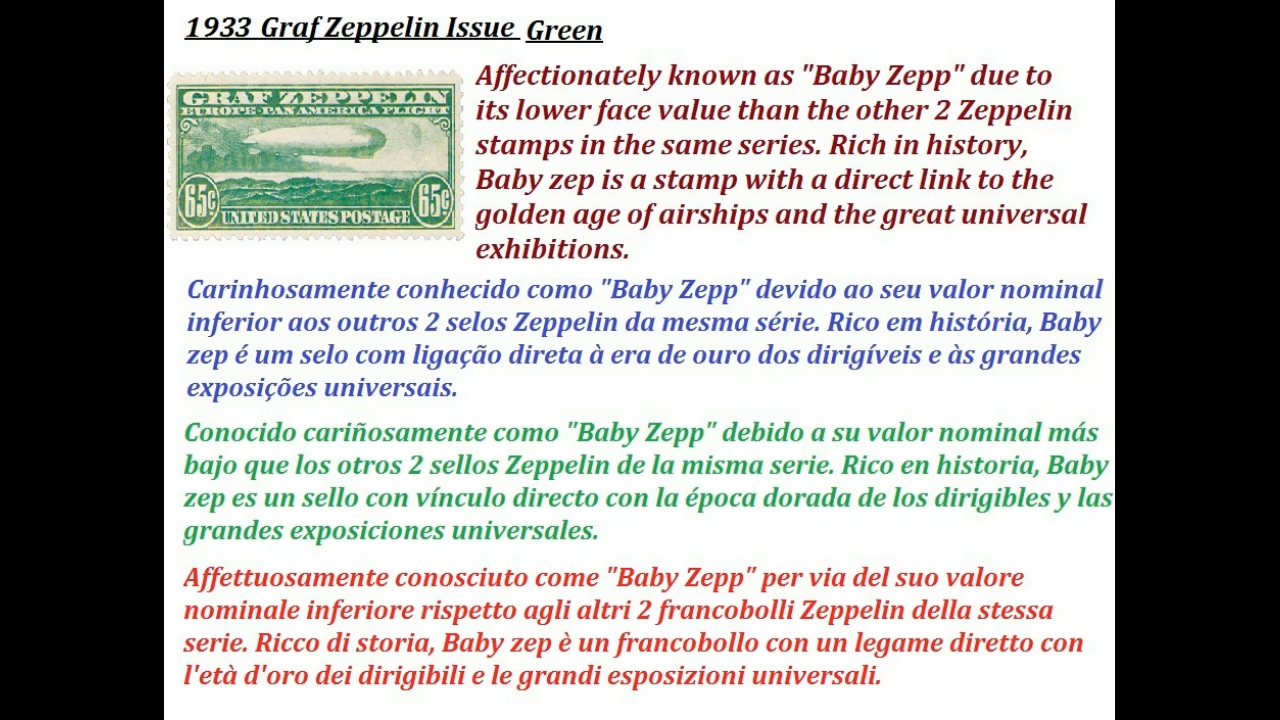 1933 Graf Zeppelin Issue Green
GRAF ZEPPELIN
EUROPE-PAN AMERICA FLIGHT
65c 65c
UNITED STATES POSTAGE
Affectionately known as "Baby Zepp" due to
its lower face value than the other 2 Zeppelin
stamps in the same series. Rich in history,
Baby zep is a stamp with a direct link to the
golden age of airships and the great universal
exhibitions.
Carinhosamente conhecido como "Baby Zepp" devido ao seu valor nominal
inferior aos outros 2 selos Zeppelin da mesma série. Rico em história, Baby
zep é um selo com ligação direta à era de ouro dos dirigíveis e às grandes
exposições universais.
Conocido cariñosamente como "Baby Zepp" debido a su valor nominal más
bajo que los otros 2 sellos Zeppelin de la misma serie. Rico en historia, Baby
zep es un sello con vínculo directo con la época dorada de los dirigibles y las
grandes exposiciones universales.
Affettuosamente conosciuto come "Baby Zepp" per via del suo valore
nominale inferiore rispetto agli altri 2 francobolli Zeppelin della stessa
serie. Ricco di storia, Baby zep è un francobollo con un legame diretto con
l'età d'oro dei dirigibili e le grandi esposizioni universali.